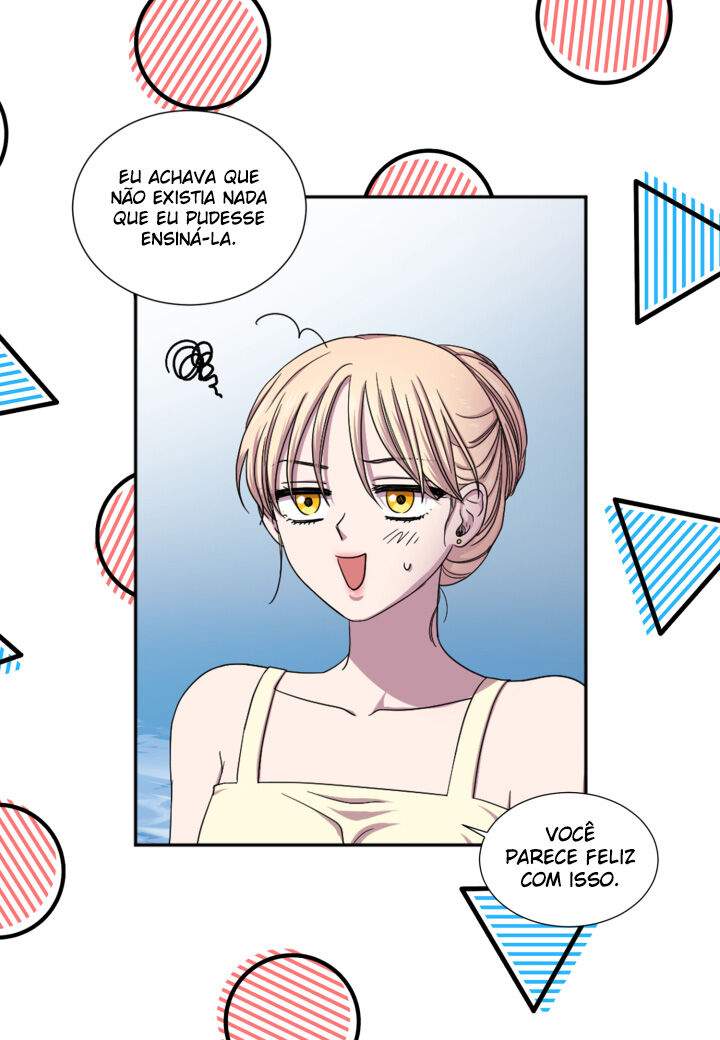 EU ACHAVA QUE
NÃO EXISTIA NADA
QUE EU PUDESSE
ENSINÁ-LA.
VOCÊ
PARECE FELIZ
COM ISSO.